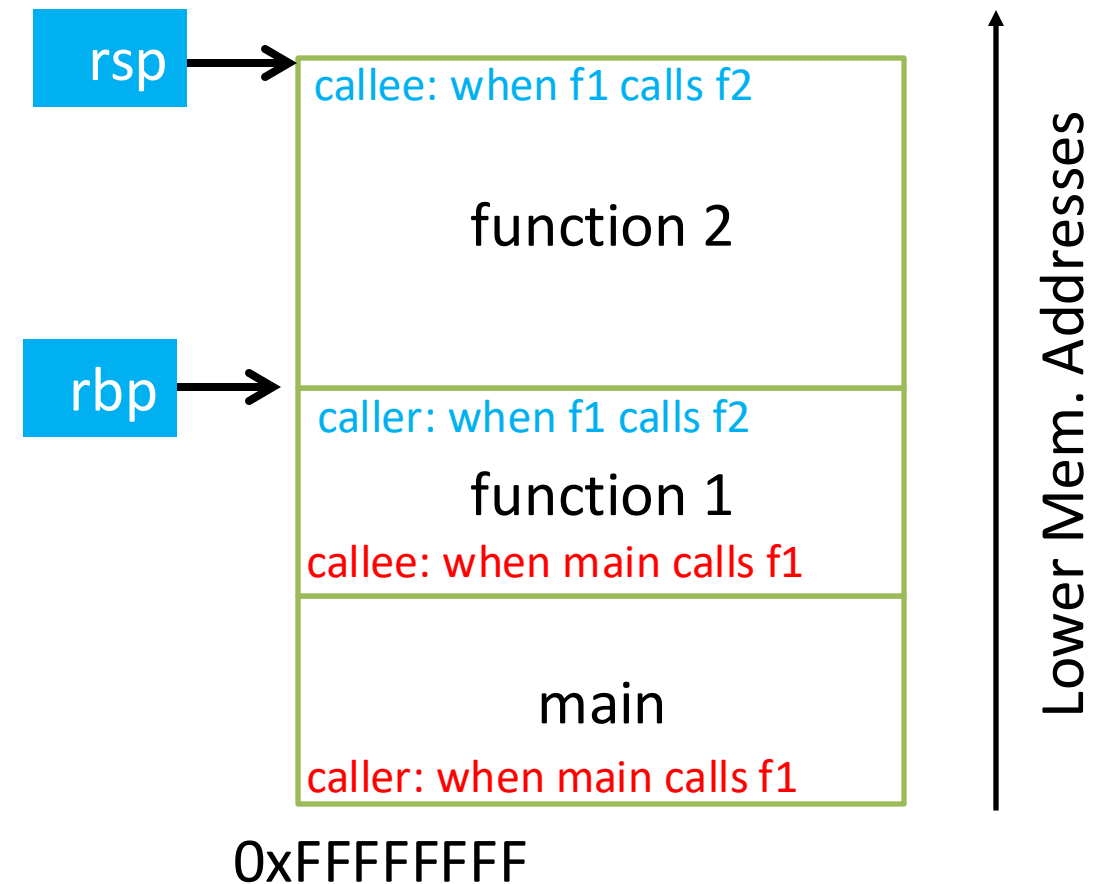 rsp
callee: when f1 calls f2
function 2
rbp
caller: when f1 calls f2
function 1
callee: when main calls f1
main
caller: when main calls f1
0xFFFFFFFF
Lower Mem. Addresses